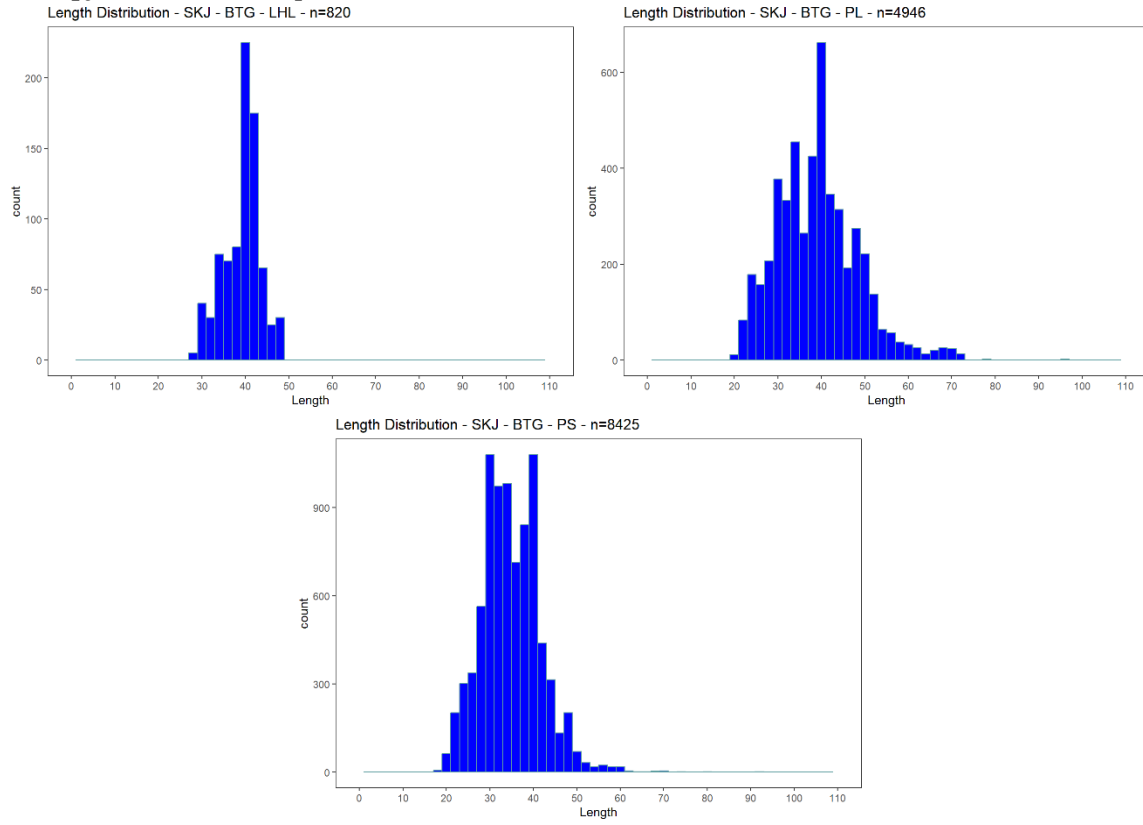 Length Distribution - SKJ - BTG - LHL - n=820
200
150
100
50
0
count
0 10 20 30 40 50 60 70 80 90 100 110
Length
Length Distribution - SKJ - BTG - PL - n=4946
600
400
200
0
count
0 10 20 30 40 50 60 70 80 90 100 110
Length
Length Distribution - SKJ - BTG - PS - n=8425
900
600
300
0
count
0 10 20 30 40 50 60 70 80 90 100 110
Length